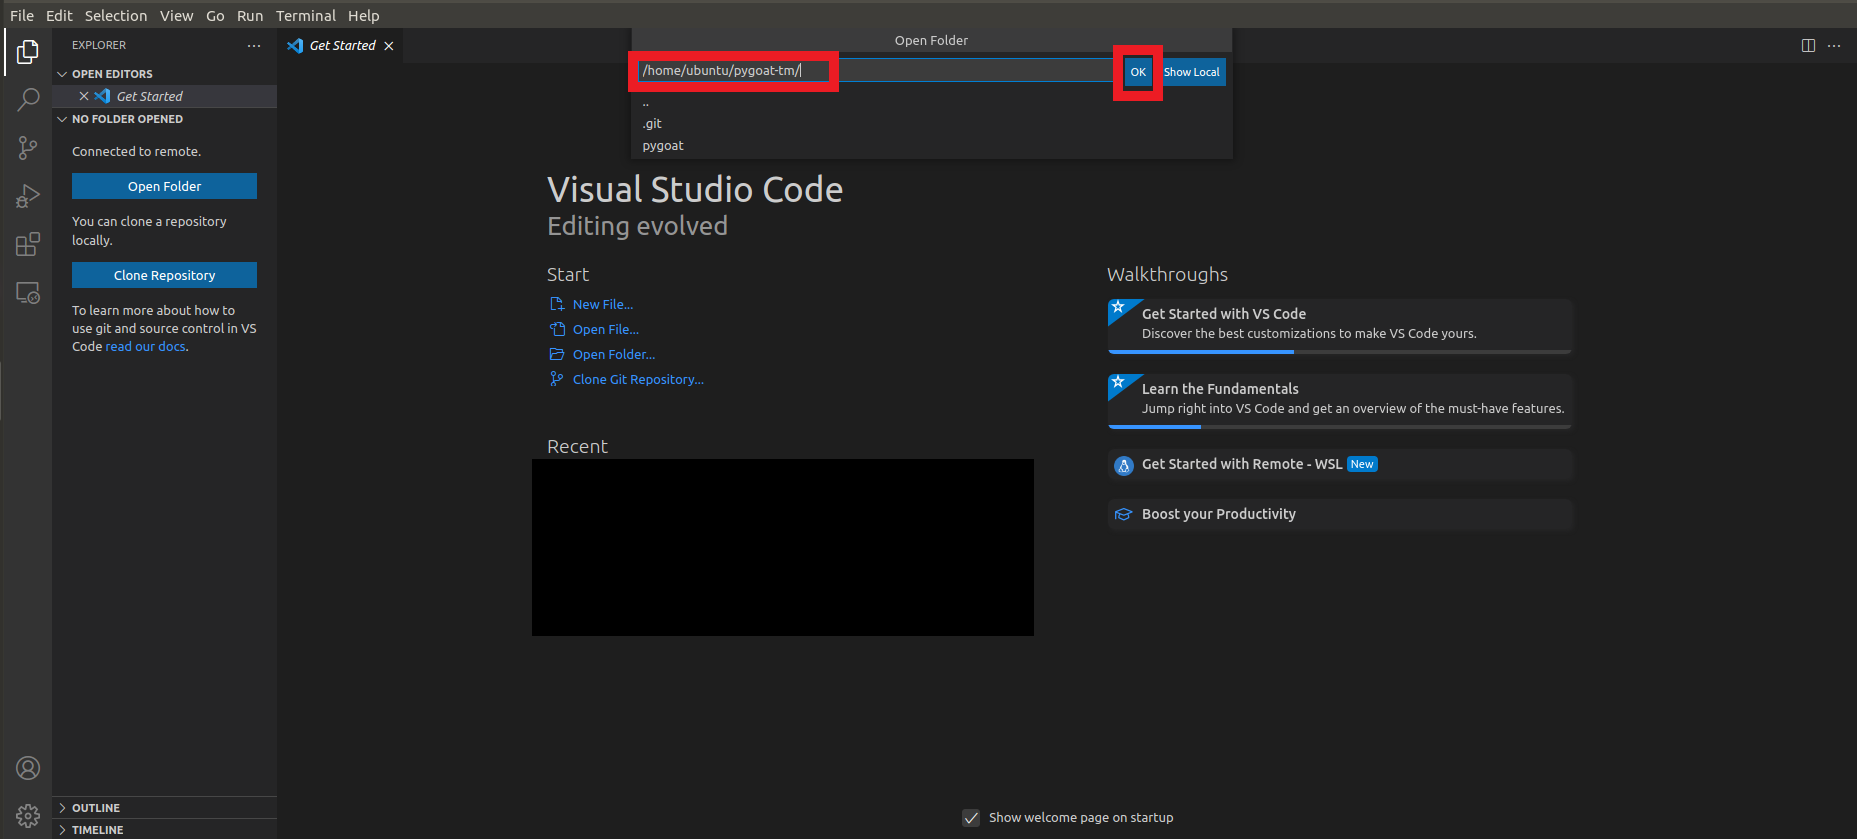 File Edit Selection View Go Run Terminal Help
EXPLORER
OPEN EDITORS
Get Started
NO FOLDER OPENED
Connected to remote.
Open Folder
You can clone a repository
locally.
Clone Repository
To learn more about how to
use git and source control in VS
Code read our docs.
OUTLINE
TIMELINE
Get Started
Open Folder
/home/ubuntu/pygoat-tm/
OK
Show Local
..
.git
pygoat
Visual Studio Code
Editing evolved
Start
New File...
Open File...
Open Folder...
Clone Git Repository...
Recent
Walkthroughs
Get Started with VS Code
Discover the best customizations to make VS Code yours.
Learn the Fundamentals
Jump right into VS Code and get an overview of the must-have features.
Get Started with Remote - WSL New
Boost your Productivity
Show welcome page on startup